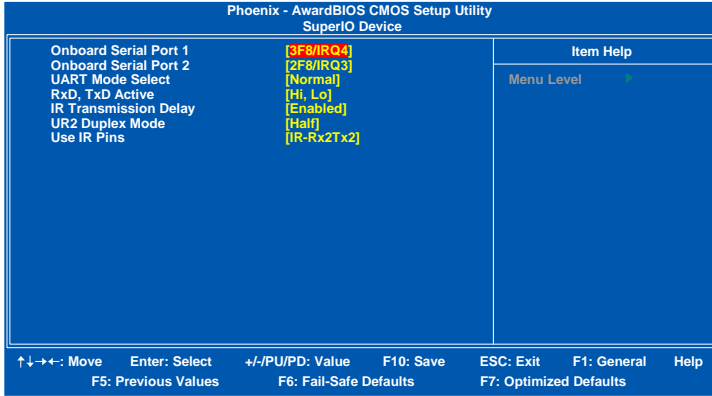 Phoenix - AwardBIOS CMOS Setup Utility
SuperIO Device
Onboard Serial Port 1 [3F8/IRQ4]
Onboard Serial Port 2 [2F8/IRQ3]
UART Mode Select [Normal]
RxD, TxD Active [Hi, Lo]
IR Transmission Delay [Enabled]
UR2 Duplex Mode [Half]
Use IR Pins [IR-Rx2Tx2]
Item Help
Menu Level
↑↓→←: Move Enter: Select +/-/PU/PD: Value F10: Save ESC: Exit F1: General Help
F5: Previous Values F6: Fail-Safe Defaults F7: Optimized Defaults